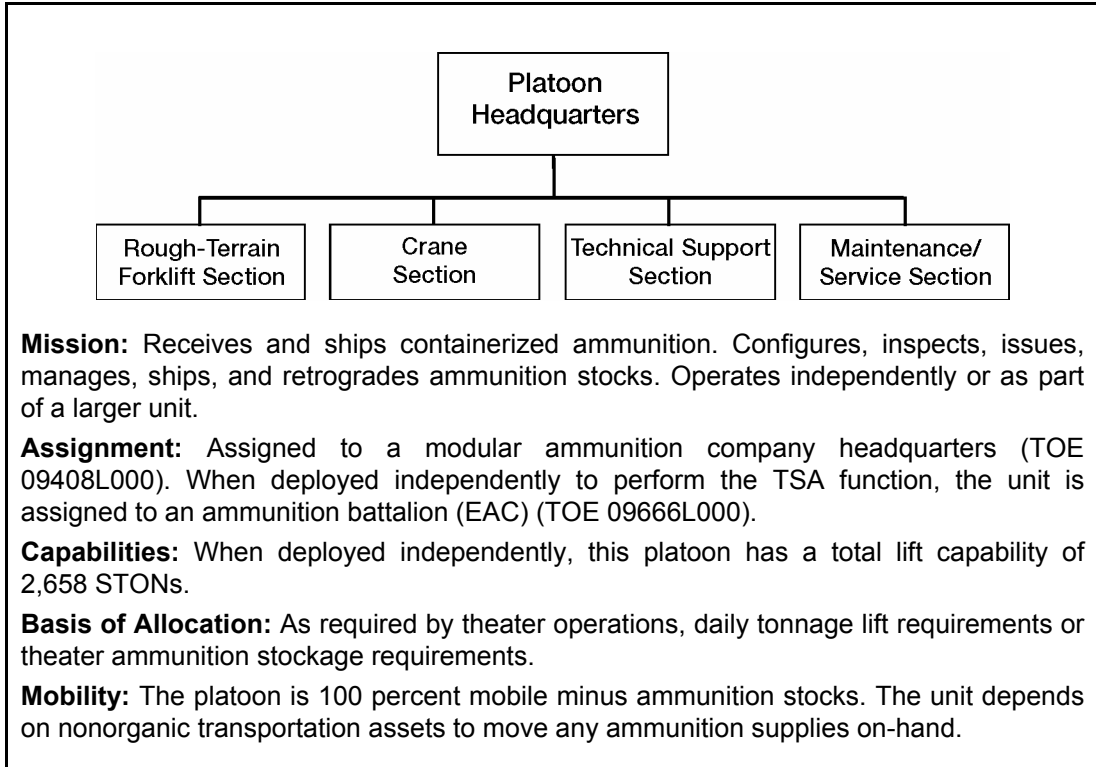 Platoon
Headquarters
Rough-Terrain
Forklift Section
Crane
Section
Technical Support
Section
Maintenance/
Service Section
Mission: Receives and ships containerized ammunition. Configures, inspects, issues,
manages, ships, and retrogrades ammunition stocks. Operates independently or as part
of a larger unit.
Assignment: Assigned to a modular ammunition company headquarters (TOE
09408L000). When deployed independently to perform the TSA function, the unit is
assigned to an ammunition battalion (EAC) (TOE 09666L000).
Capabilities: When deployed independently, this platoon has a total lift capability of
2,658 STONs.
Basis of Allocation: As required by theater operations, daily tonnage lift requirements or
theater ammunition stockage requirements.
Mobility: The platoon is 100 percent mobile minus ammunition stocks. The unit depends
on nonorganic transportation assets to move any ammunition supplies on-hand.